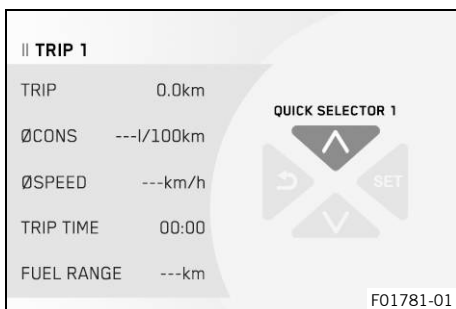 || TRIP 1
TRIP 0.0km
ØCONS ---l/100km
ØSPEED ---km/h
TRIP TIME 00:00
FUEL RANGE ---km
QUICK SELECTOR 1
SET
F01781-01